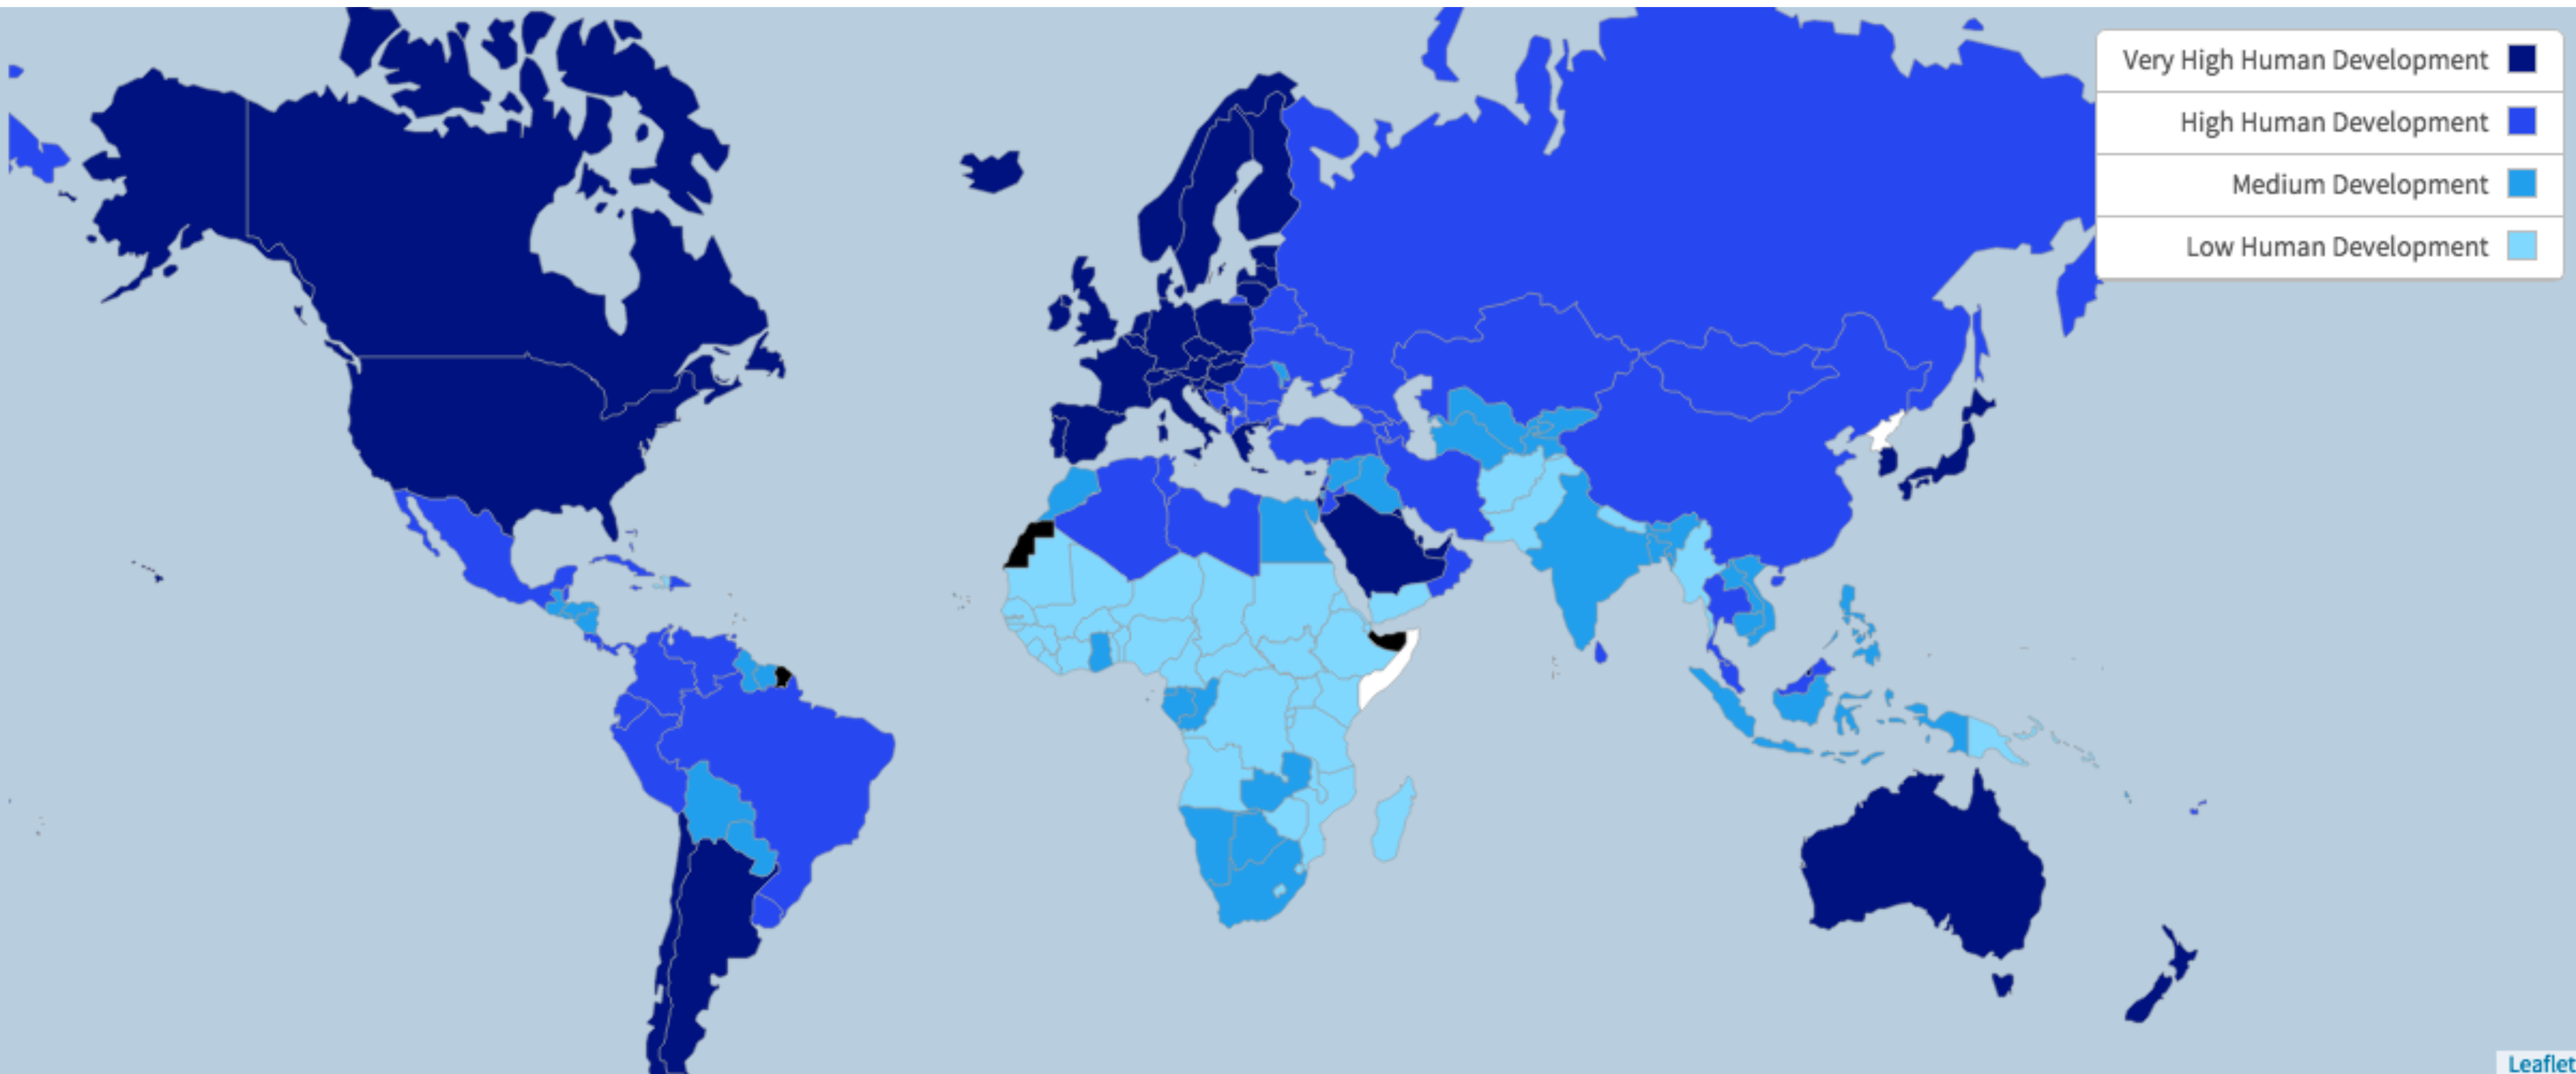 Very High Human Development
High Human Development
Medium Development
Low Human Development
Leaflet